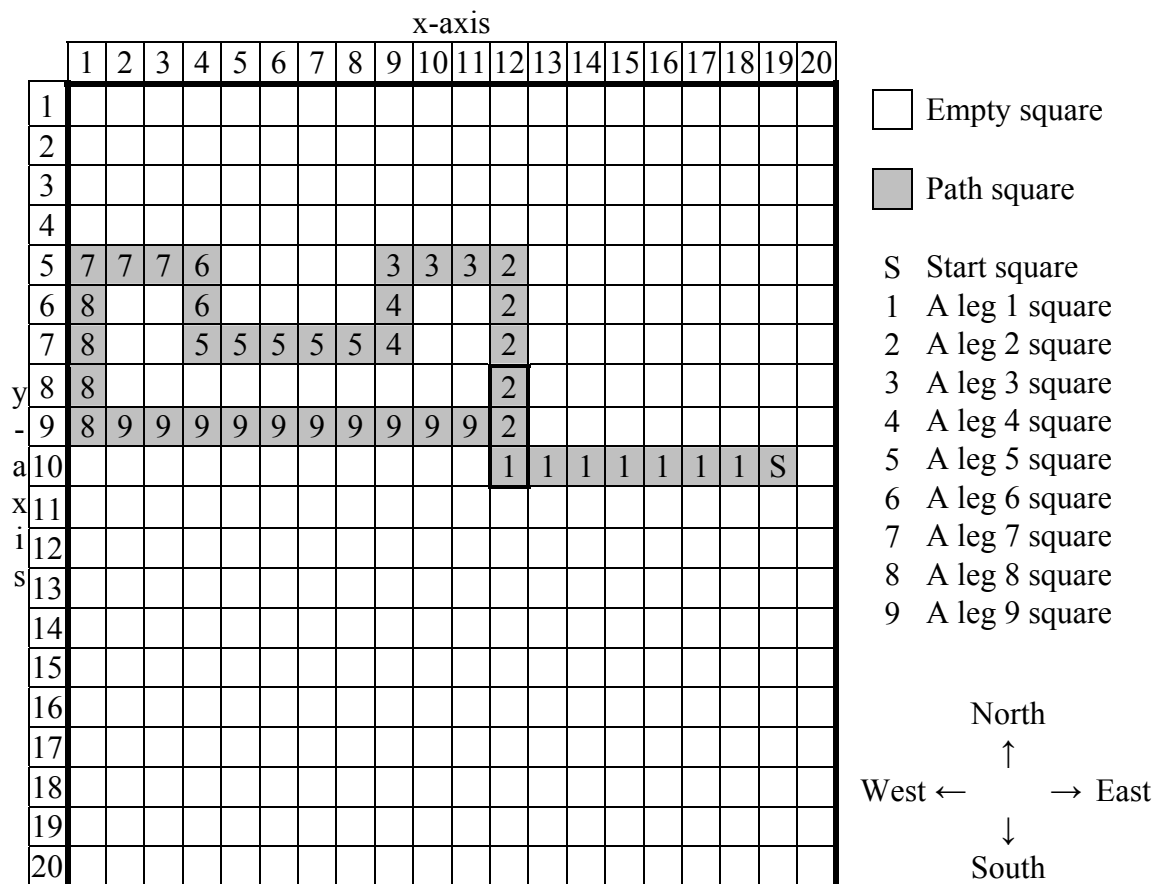 x-axis
1 2 3 4 5 6 7 8 9 10 11 12 13 14 15 16 17 18 19 20
1
2
3
4
5 7 7 7 6 3 3 3 2
6 8 6 4 2
7 8 5 5 5 5 5 4 2
8 8 2
9 8 9 9 9 9 9 9 9 9 9 9 2
10 1 1 1 1 1 1 1 S
11
12
13
14
15
16
17
18
19
20
y-axis
Empty square
Path square
S Start square
1 A leg 1 square
2 A leg 2 square
3 A leg 3 square
4 A leg 4 square
5 A leg 5 square
6 A leg 6 square
7 A leg 7 square
8 A leg 8 square
9 A leg 9 square
North
↑
West ← → East
↓
South